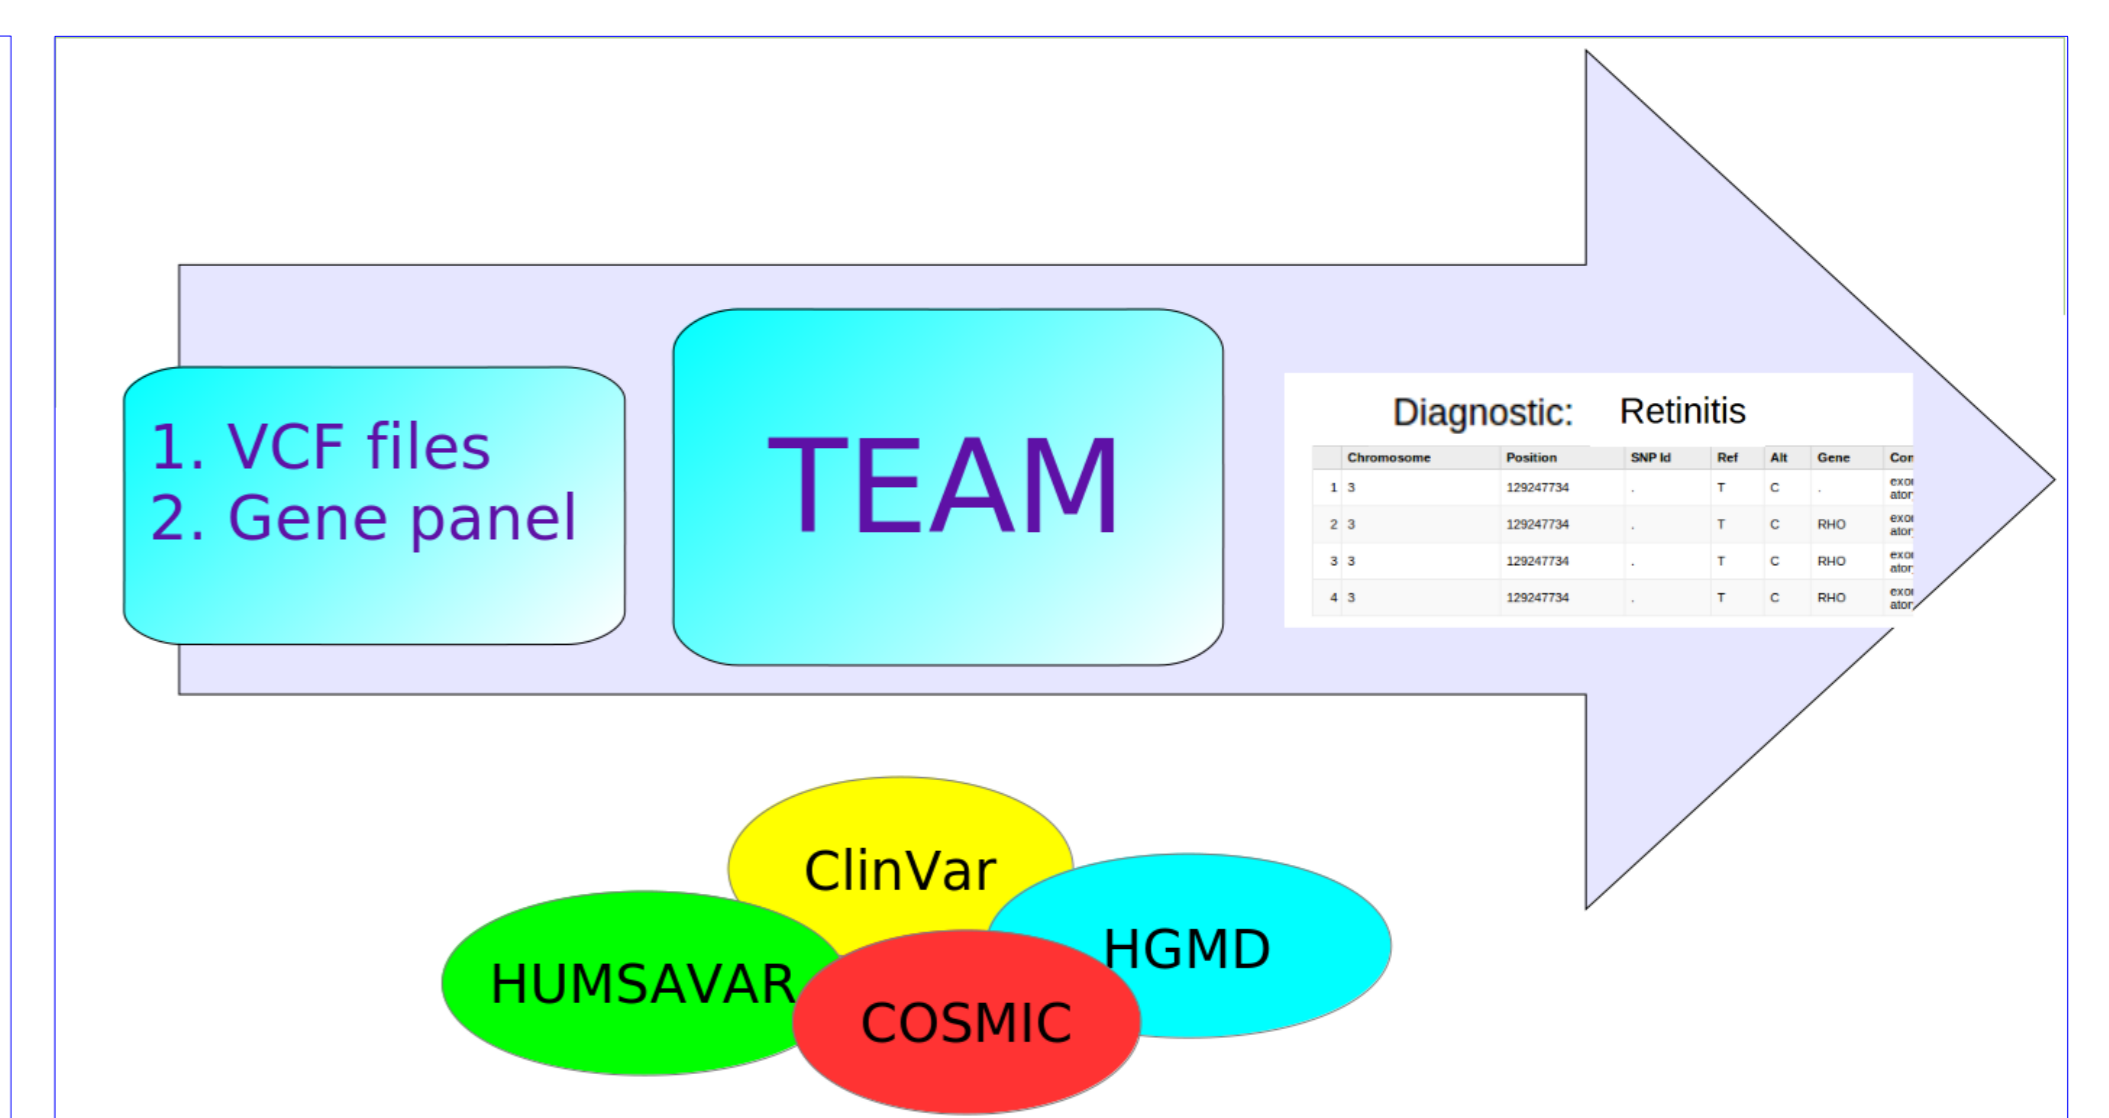 1. VCF files
2. Gene panel
TEAM
Diagnostic: Retinitis
Chromosome Position SNP Id Ref Alt Gene
1 3 129247734 . T C .
2 3 129247734 . T C RHO
3 3 129247734 . T C RHO
4 3 129247734 . T C RHO
ClinVar
HGMD
HUMSAVAR
COSMIC